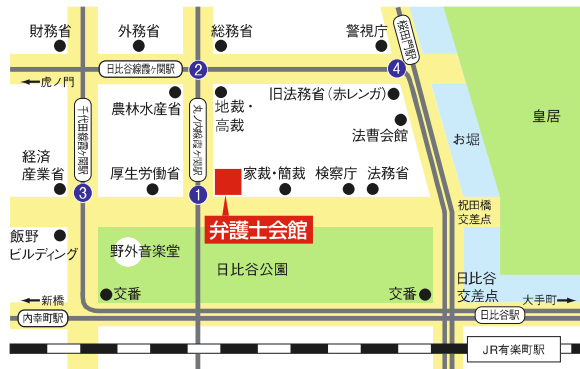 財務省
外務省
総務省
警視庁
桜田門駅
日比谷線霞ヶ関駅
2
4
←虎ノ門
農林水産省
地裁・
高裁
旧法務省(赤レンガ)
法曹会館
皇居
お堀
千代田線霞ヶ関駅
丸ノ内線霞ヶ関駅
経済
産業省
厚生労働省
家裁・簡裁
検察庁
法務省
3
1
祝田橋
交差点
弁護士会館
飯野
ビルディング
野外音楽堂
日比谷公園
日比谷
交差点
←新橋
交番
交番
大手町→
内幸町駅
日比谷駅
JR有楽町駅